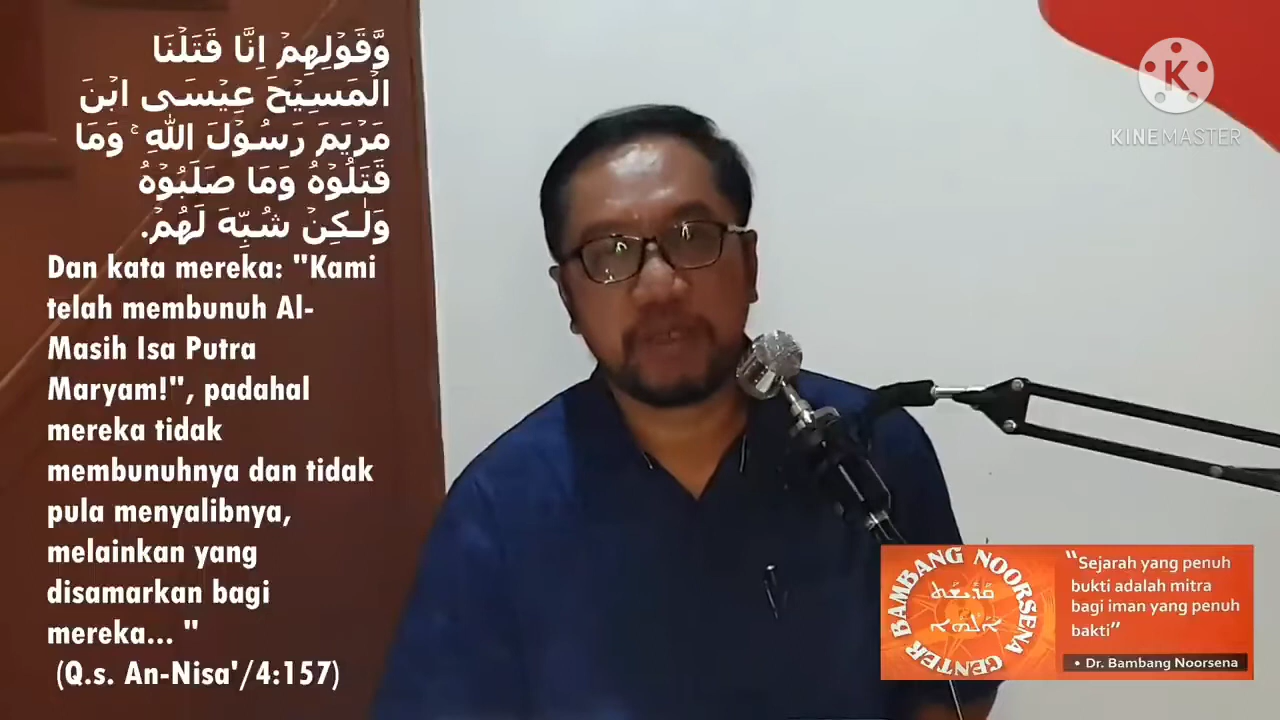 وَّقَوْلِهِمْ اِنَّا قَتَلْنَا
الْمَسِيْحَ عِيْسَى ابْنَ
مَرْيَمَ رَسُوْلَ اللّٰهِۚ وَمَا
قَتَلُوْهُ وَمَا صَلَبُوْهُ
وَلٰكِنْ شُبِّهَ لَهُمْ.
Dan kata mereka: "Kami
telah membunuh Al-
Masih Isa Putra
Maryam!", padahal
mereka tidak
membunuhnya dan tidak
pula menyalibnya,
melainkan yang
disamarkan bagi
mereka... "
(Q.s. An-Nisa'/4:157)
K
KINEMASTER
BAMBANG NOORSENA CENTER
“Sejarah yang penuh
bukti adalah mitra
bagi iman yang penuh
bakti”
• Dr. Bambang Noorsena